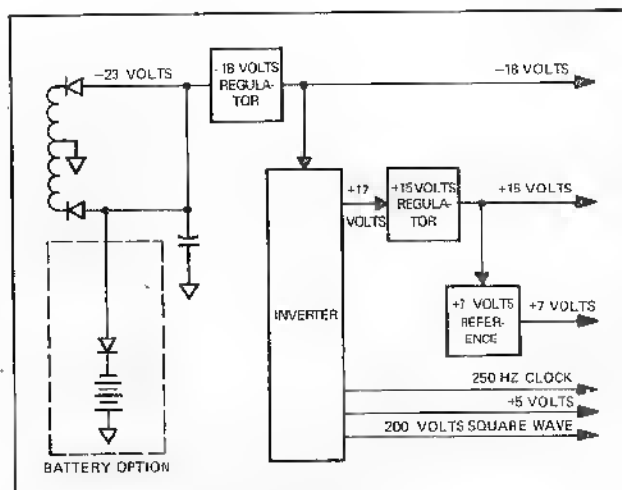 -23 VOLTS
-18 VOLTS
REGULA-
TOR
-18 VOLTS
+17
VOLTS
+15 VOLTS
REGULA-
TOR
+15 VOLTS
INVERTER
+7 VOLTS
REFER-
ENCE
+7 VOLTS
250 HZ CLOCK
+5 VOLTS
200 VOLTS SQUARE WAVE
BATTERY OPTION